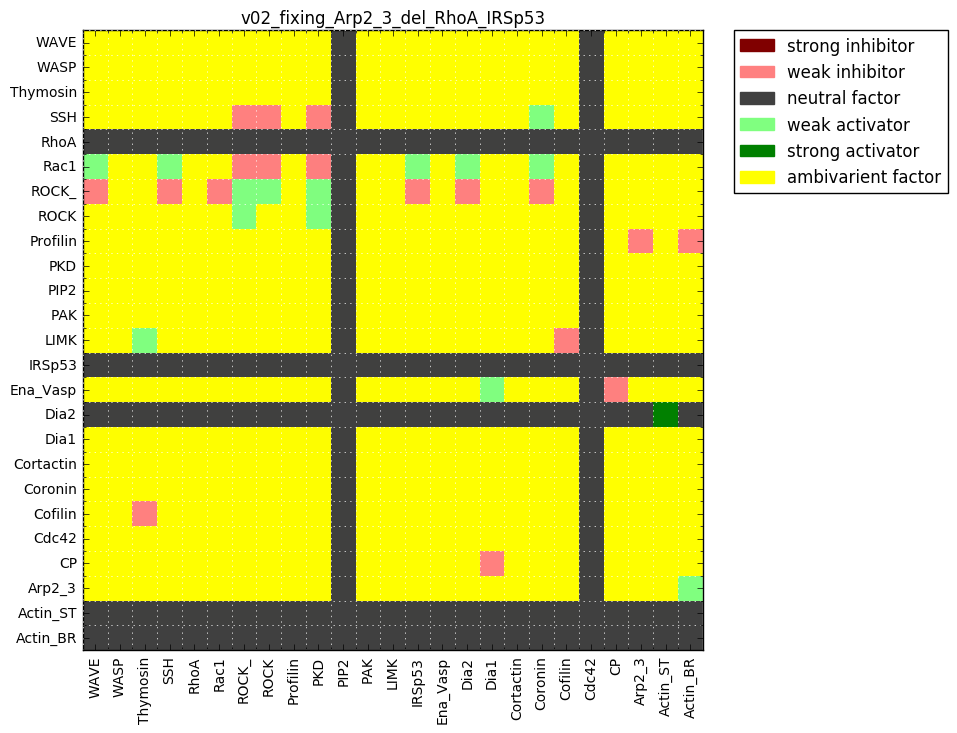 v02_fixing_Arp2_3_del_RhoA_IRSp53
WAVE
WASP
Thymosin
SSH
RhoA
Rac1
ROCK_
ROCK
Profilin
PKD
PIP2
PAK
LIMK
IRSp53
Ena_Vasp
Dia2
Dia1
Cortactin
Coronin
Cofilin
Cdc42
CP
Arp2_3
Actin_ST
Actin_BR
WAVE
WASP
Thymosin
SSH
RhoA
Rac1
ROCK_
ROCK
Profilin
PKD
PIP2
PAK
LIMK
IRSp53
Ena_Vasp
Dia2
Dia1
Cortactin
Coronin
Cofilin
Cdc42
CP
Arp2_3
Actin_ST
Actin_BR
strong inhibitor
weak inhibitor
neutral factor
weak activator
strong activator
ambivarient factor